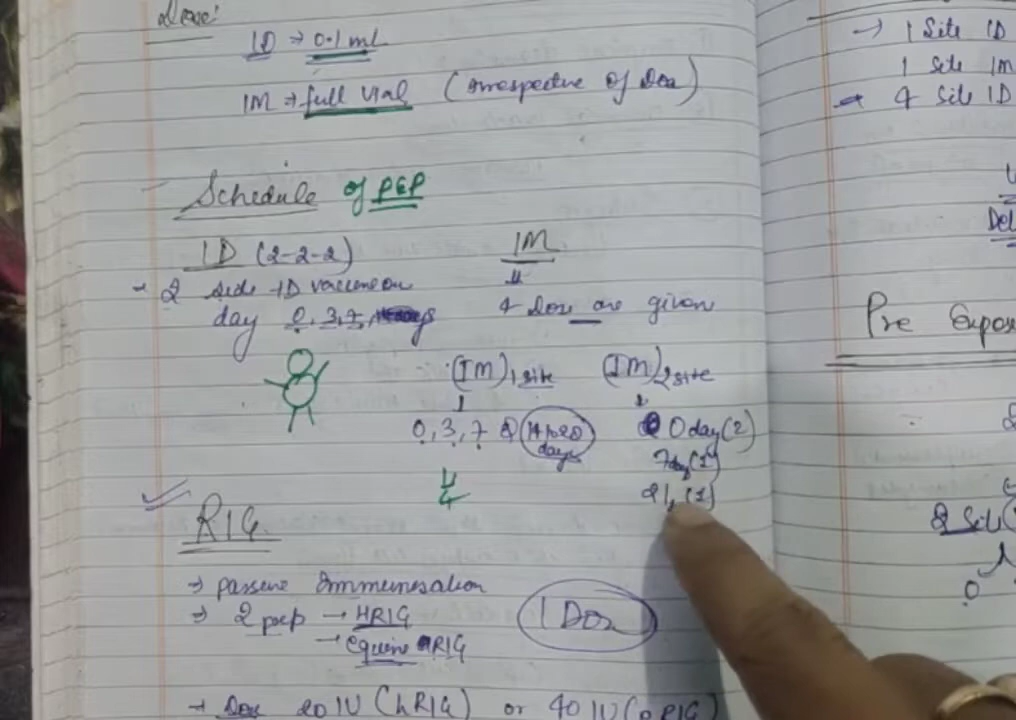 Dose:
ID → 0.1 ml
IM → full vial (irrespective of Dose)
Schedule of PEP
ID (2-2-2)
- 2 side ID vaccine on
day 0, 3, 7,
IM
4 Dose are given
(IM) 1 site
0, 3, 7 & 14 to 28
days
4
(IM) 2 site
0 day (2)
7 day (1)
21, (1)
RIG.
→ passive Immunisation
→ 2 prep → HRIG
→ equine RIG
1 Dose
→ Dose 20 IU (hRIG) or 40 IU (eRIG)
→ 1 Site ID
1 Site IM
→ 4 Site ID
Del
Pre Expos
2 Site (
0